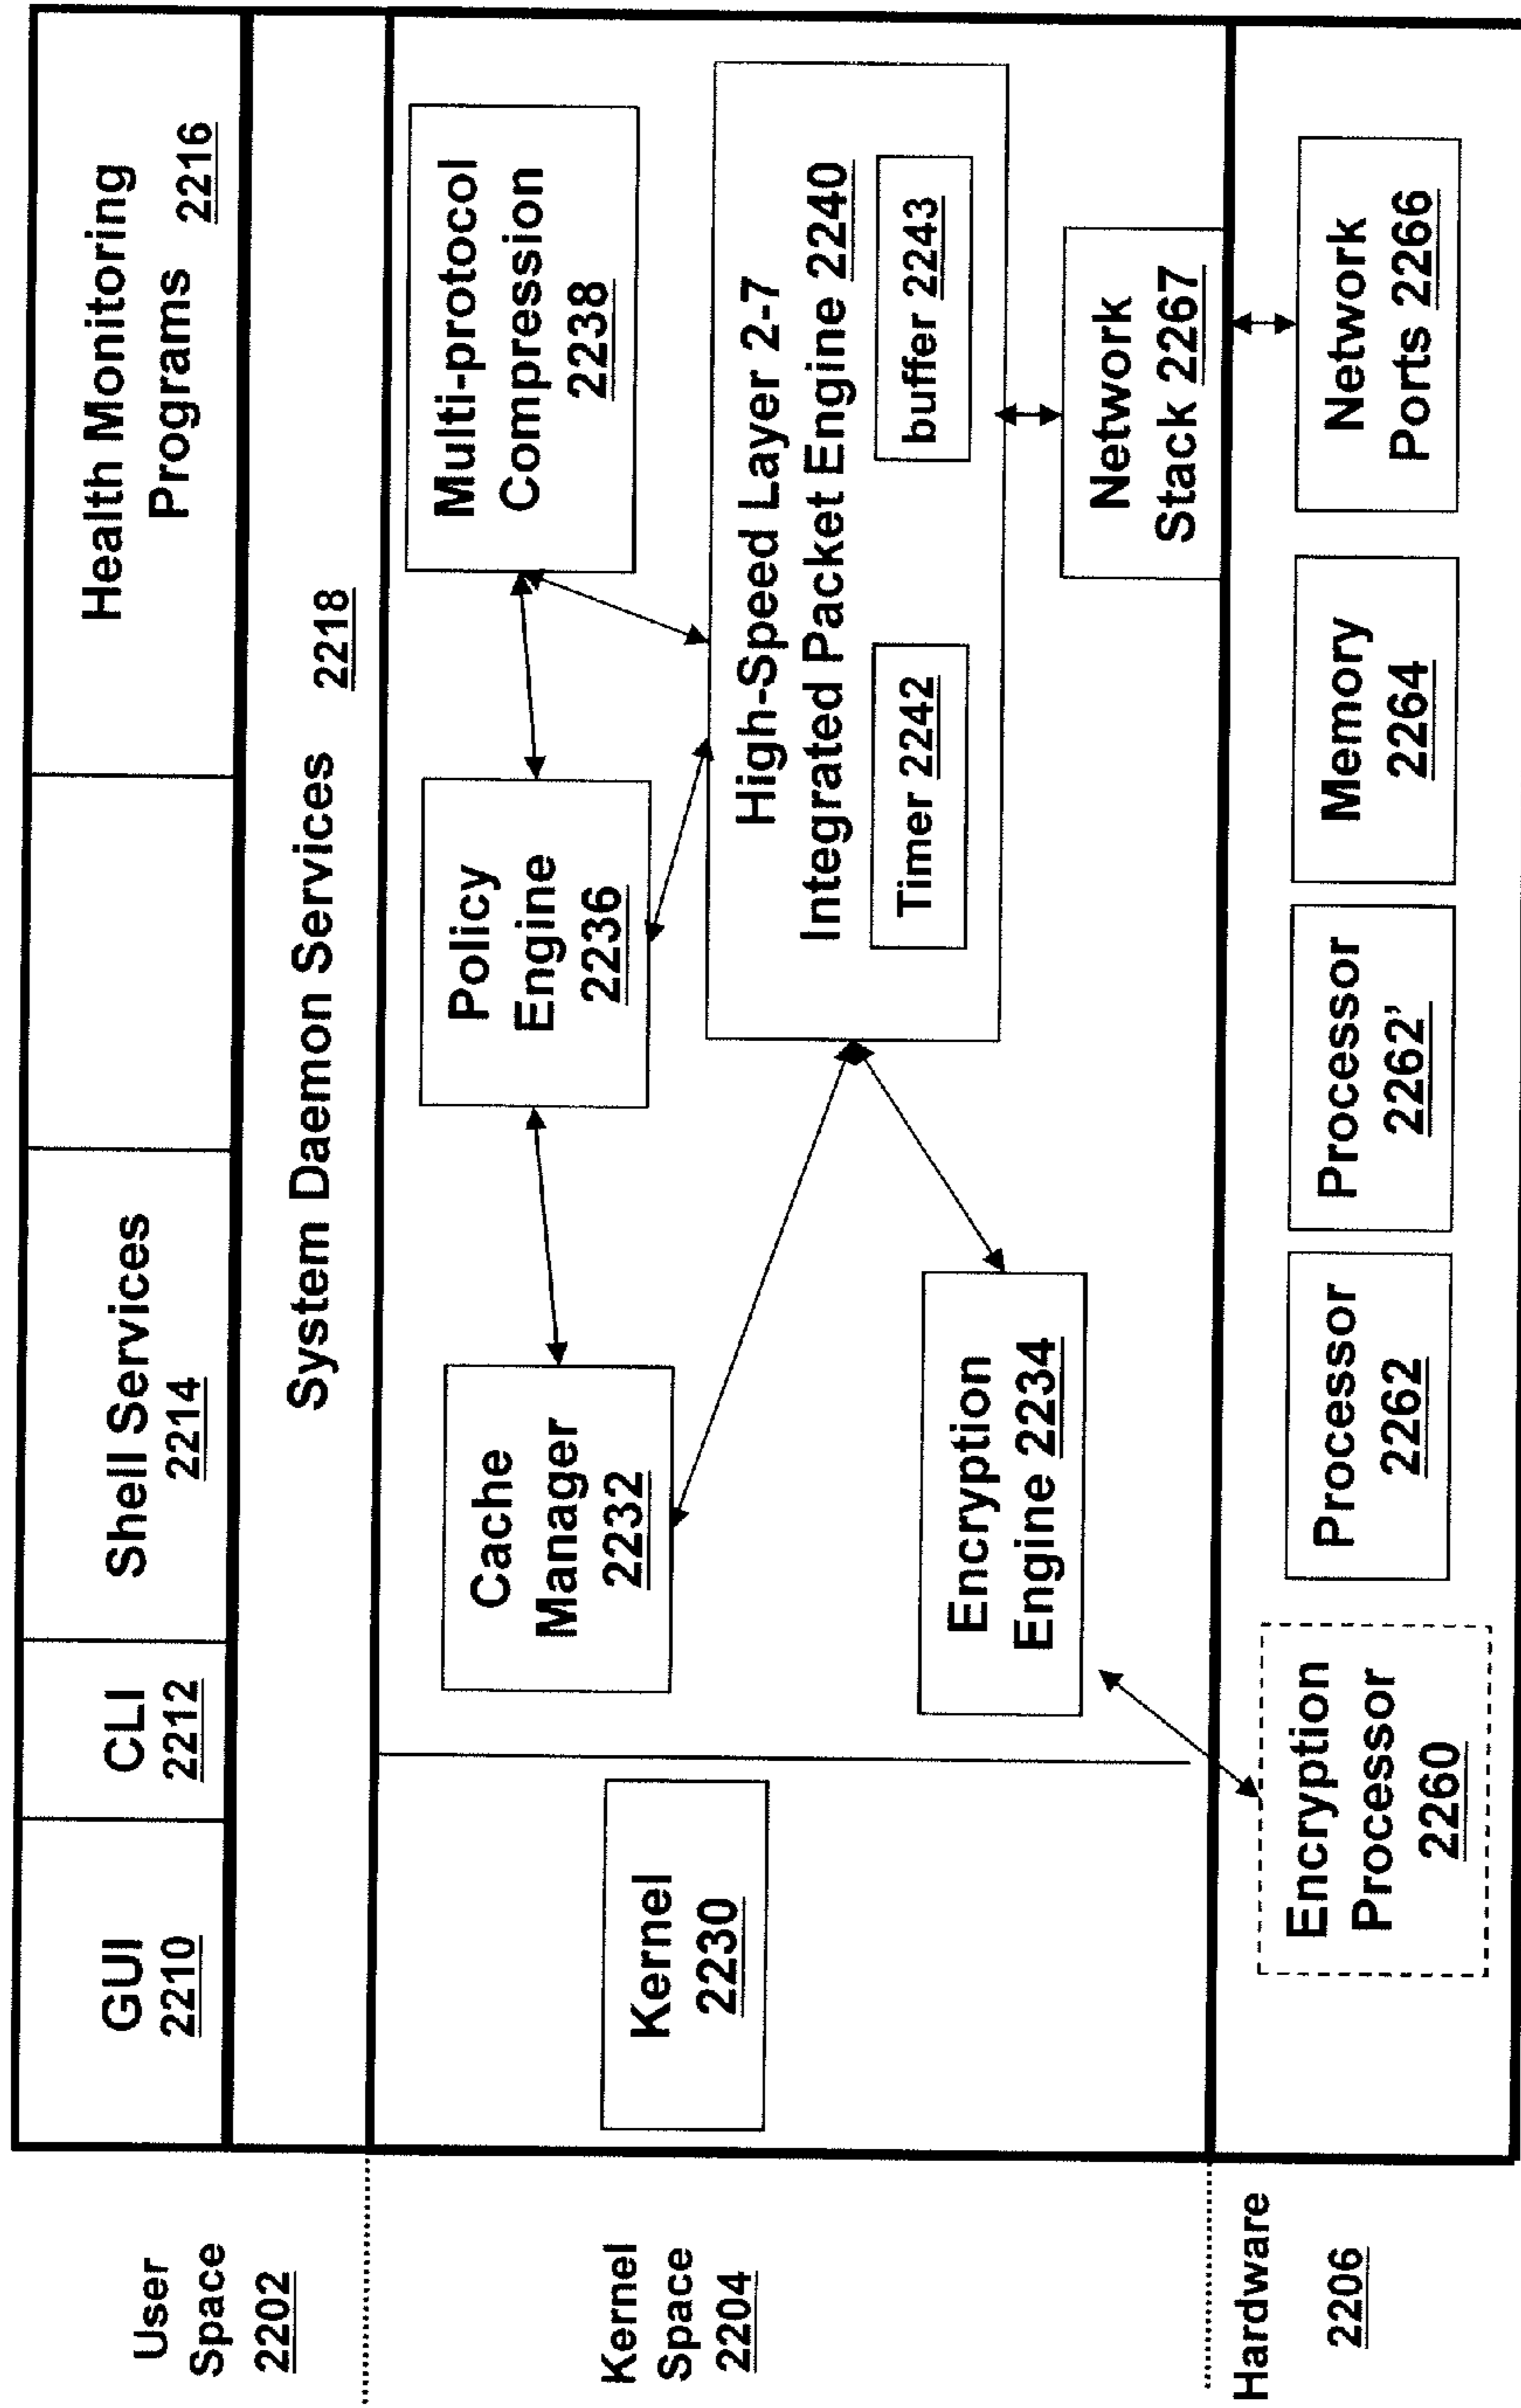 User
Space
2202
GUI
2210
CLI
2212
Shell Services
2214
Health Monitoring
Programs 2216
System Daemon Services 2218
Kernel
Space
2204
Kernel
2230
Cache
Manager
2232
Policy
Engine
2236
Multi-protocol
Compression
2238
High-Speed Layer 2-7
Integrated Packet Engine 2240
Timer 2242
buffer 2243
Encryption
Engine 2234
Network
Stack 2267
Hardware
2206
Encryption
Processor
2260
Processor
2262
Processor
2262'
Memory
2264
Network
Ports 2266